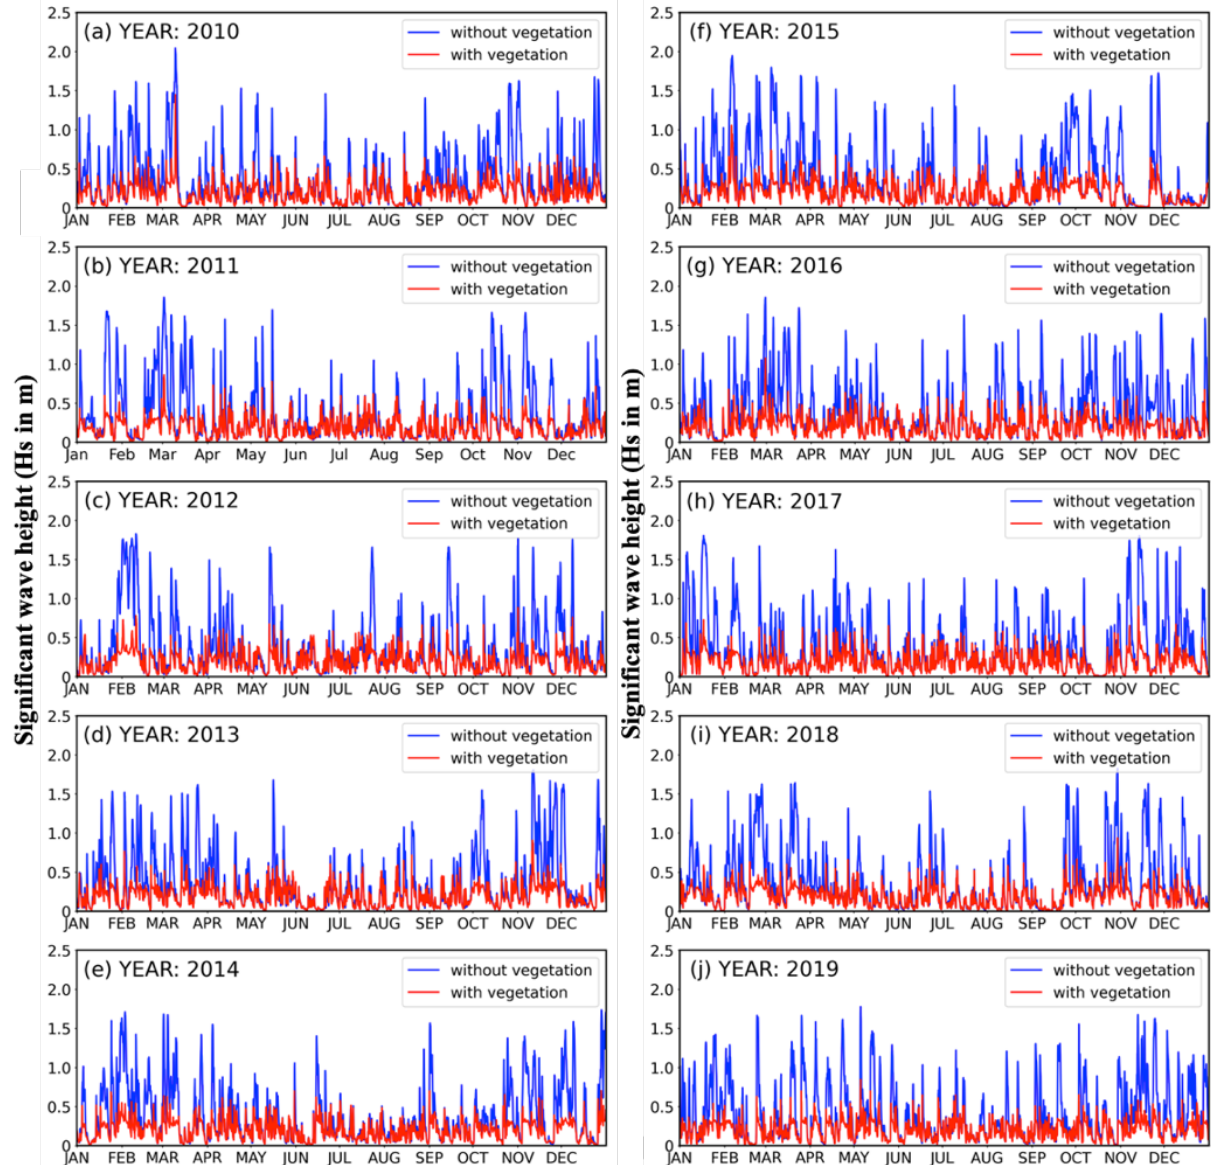 Significant wave height (Hs in m)
(a) YEAR: 2010
without vegetation
with vegetation
2.5
2.0
1.5
1.0
0.5
0
JAN FEB MAR APR MAY JUN JUL AUG SEP OCT NOV DEC
(b) YEAR: 2011
without vegetation
with vegetation
2.5
2.0
1.5
1.0
0.5
0
Jan Feb Mar Apr May Jun Jul Aug Sep Oct Nov Dec
(c) YEAR: 2012
without vegetation
with vegetation
2.5
2.0
1.5
1.0
0.5
0
JAN FEB MAR APR MAY JUN JUL AUG SEP OCT NOV DEC
(d) YEAR: 2013
without vegetation
with vegetation
2.5
2.0
1.5
1.0
0.5
0
JAN FEB MAR APR MAY JUN JUL AUG SEP OCT NOV DEC
(e) YEAR: 2014
without vegetation
with vegetation
2.5
2.0
1.5
1.0
0.5
0
JAN FEB MAR APR MAY JUN JUL AUG SEP OCT NOV DEC
Significant wave height (Hs in m)
(f) YEAR: 2015
without vegetation
with vegetation
2.5
2.0
1.5
1.0
0.5
0
JAN FEB MAR APR MAY JUN JUL AUG SEP OCT NOV DEC
(g) YEAR: 2016
without vegetation
with vegetation
2.5
2.0
1.5
1.0
0.5
0
JAN FEB MAR APR MAY JUN JUL AUG SEP OCT NOV DEC
(h) YEAR: 2017
without vegetation
with vegetation
2.5
2.0
1.5
1.0
0.5
0
JAN FEB MAR APR MAY JUN JUL AUG SEP OCT NOV DEC
(i) YEAR: 2018
without vegetation
with vegetation
2.5
2.0
1.5
1.0
0.5
0
JAN FEB MAR APR MAY JUN JUL AUG SEP OCT NOV DEC
(j) YEAR: 2019
without vegetation
with vegetation
2.5
2.0
1.5
1.0
0.5
0
JAN FEB MAR APR MAY JUN JUL AUG SEP OCT NOV DEC